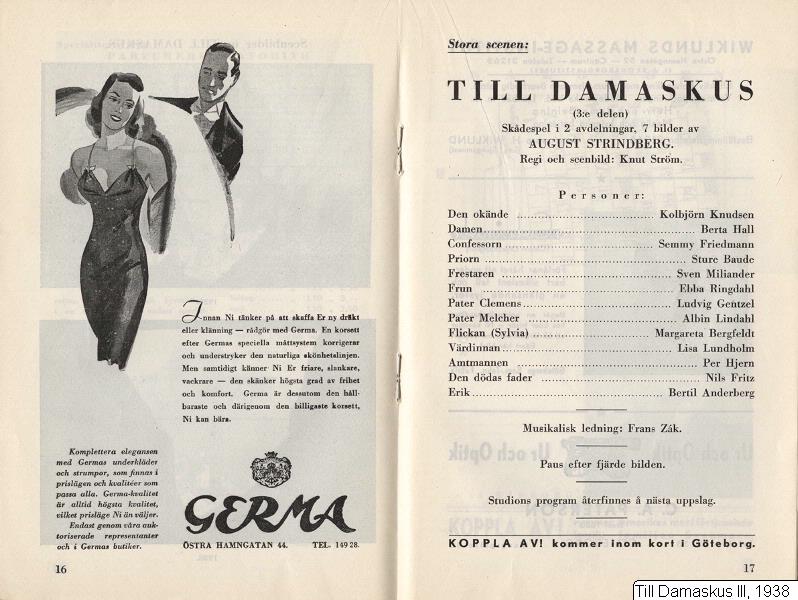 Innan Ni tänker på att skaffa Er ny dräkt
eller klänning — rådgör med Germa. En korsett
efter Germas speciella måttsystem korrigerar
och understryker den naturliga skönhetslinjen.
Men samtidigt känner Ni Er friare, slankare,
vackrare — den skänker högsta grad av frihet
och komfort. Germa är dessutom den håll-
baraste och därigenom den billigaste korsett,
Ni kan bära.
Komplettera elegansen
med Germas underkläder
och strumpor, som finnas i
prislägen och kvalitéer som
passa alla. Germa-kvalitet
är alltid högsta kvalitet,
vilket prisläge Ni än väljer.
Endast genom våra auk-
toriserade representanter
och i Germas butiker.
GERMA
ÖSTRA HAMNGATAN 44. TEL. 149 28.
16
Stora scenen:
TILL DAMASKUS
(3:e delen)
Skådespel i 2 avdelningar, 7 bilder av
AUGUST STRINDBERG.
Regi och scenbild: Knut Ström.
Personer:
Den okände ........ Kolbjörn Knudsen
Damen ........ Berta Hall
Confessorn ........ Semmy Friedmann
Priorn ........ Sture Baude
Frestaren ........ Sven Miliander
Frun ........ Ebba Ringdahl
Pater Clemens ........ Ludvig Gentzel
Pater Melcher ........ Albin Lindahl
Flickan (Sylvia) ........ Margareta Bergfeldt
Värdinnan ........ Lisa Lundholm
Amtmannen ........ Per Hjern
Den dödas fader ........ Nils Fritz
Erik ........ Bertil Anderberg
Musikalisk ledning: Frans Zák.
Paus efter fjärde bilden.
Studions program återfinnes å nästa uppslag.
KOPPLA AV! kommer inom kort i Göteborg.
17
Till Damaskus III, 1938